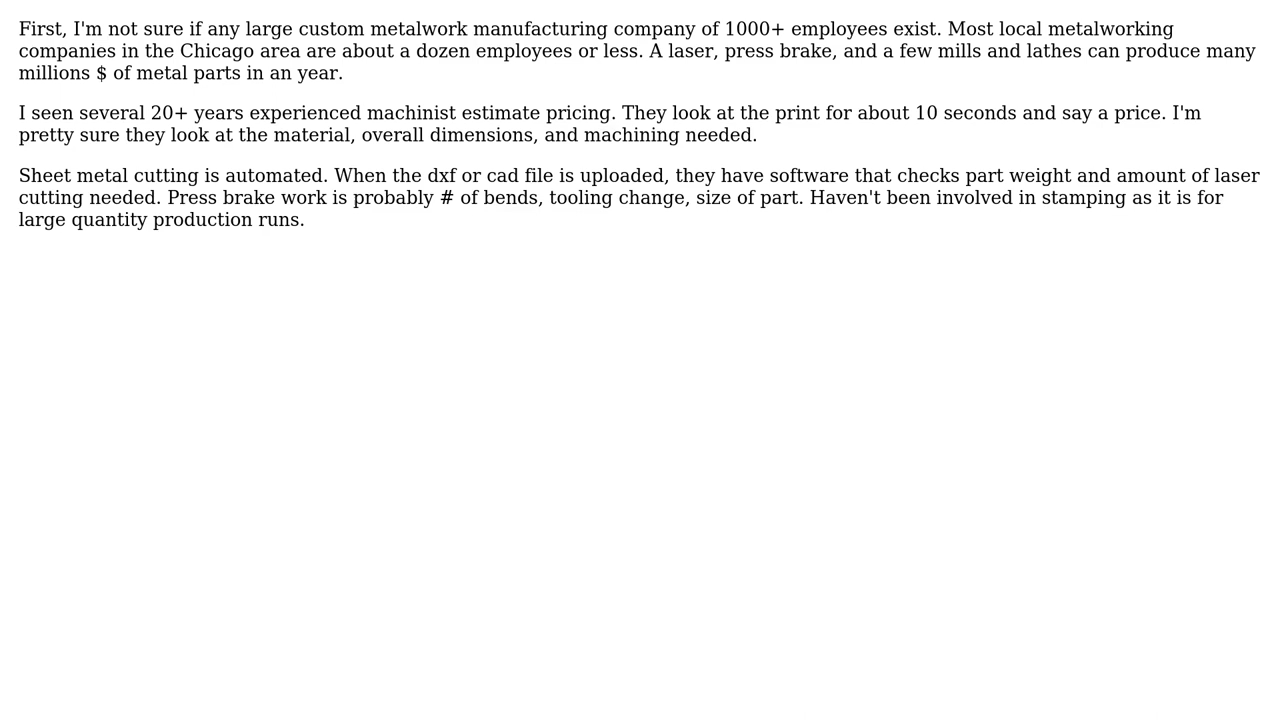 First, I'm not sure if any large custom metalwork manufacturing company of 1000+ employees exist. Most local metalworking
companies in the Chicago area are about a dozen employees or less. A laser, press brake, and a few mills and lathes can produce many
millions $ of metal parts in an year.
I seen several 20+ years experienced machinist estimate pricing. They look at the print for about 10 seconds and say a price. I'm
pretty sure they look at the material, overall dimensions, and machining needed.
Sheet metal cutting is automated. When the dxf or cad file is uploaded, they have software that checks part weight and amount of laser
cutting needed. Press brake work is probably # of bends, tooling change, size of part. Haven't been involved in stamping as it is for
large quantity production runs.